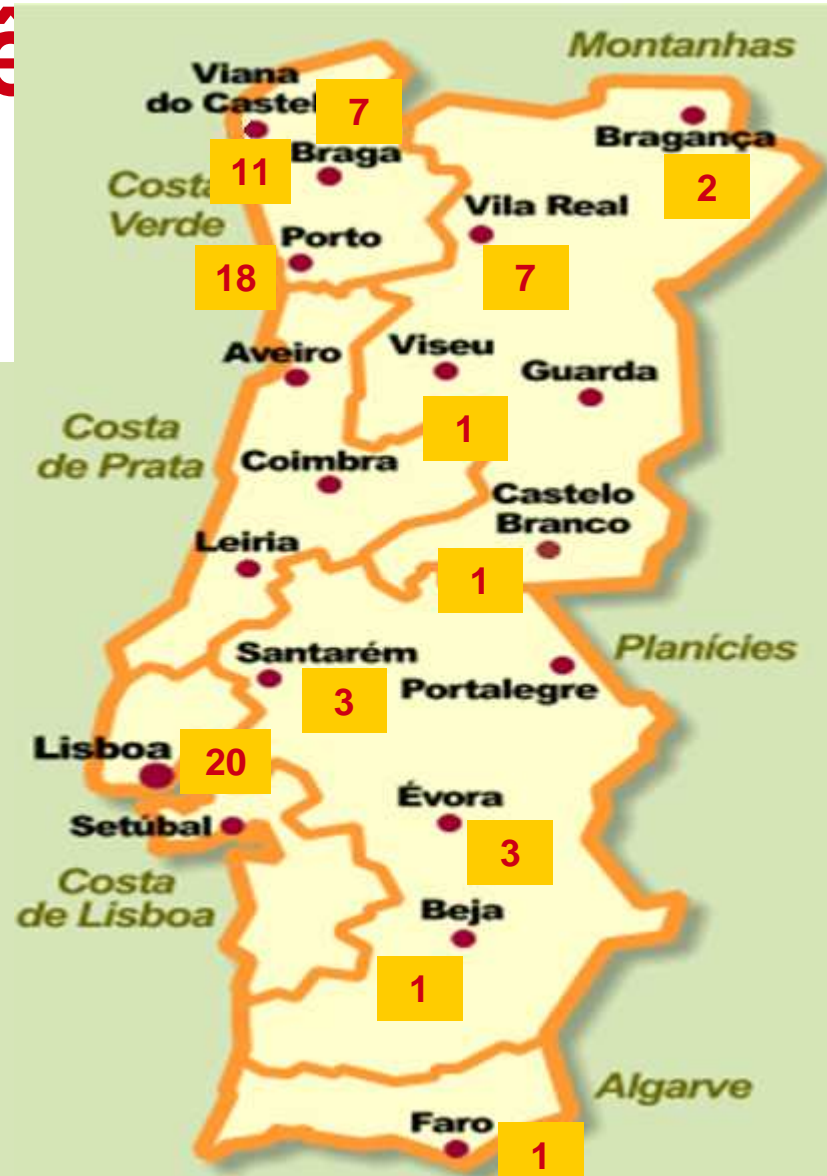 ê
Montanhas
Viana
do Castel
7
Bragança
11
Braga
2
Costa
Verde
Vila Real
Porto
18
7
Aveiro
Viseu
Guarda
1
Costa
de Prata
Coimbra
Castelo
Branco
Leiria
1
Santarém
Planícies
3
Portalegre
Lisboa
20
Évora
Setúbal
3
Costa
de Lisboa
Beja
1
Algarve
Faro
1